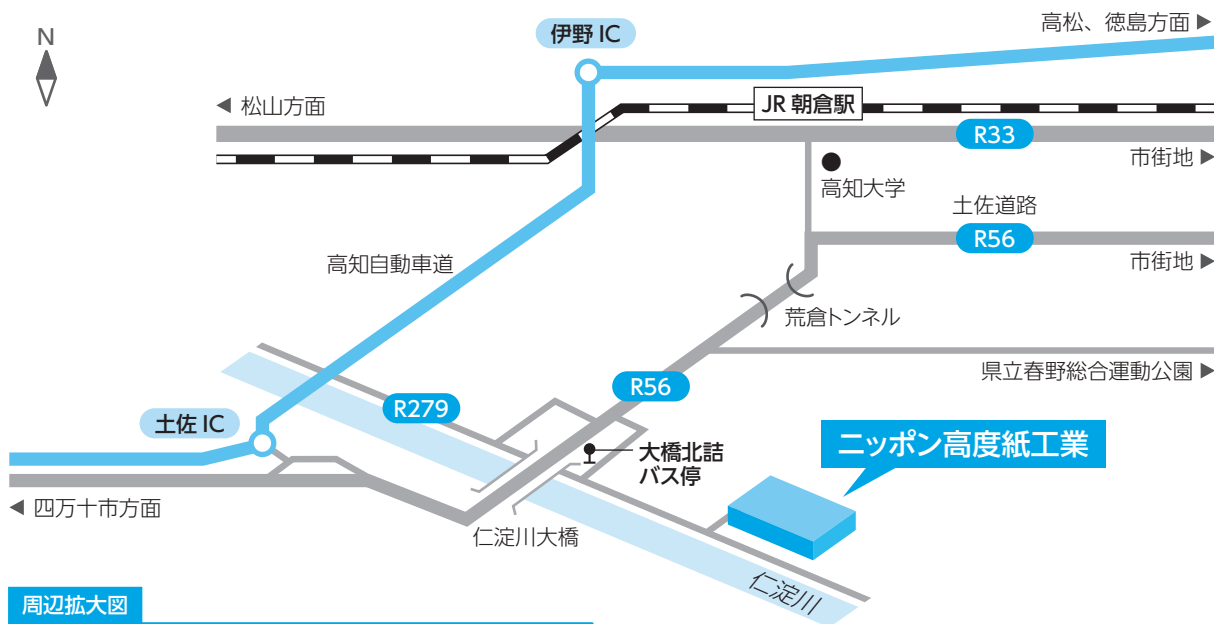 N
伊野 IC
高松、徳島方面 ▶
◀ 松山方面
JR 朝倉駅
R33
市街地 ▶
高知大学
土佐道路
R56
市街地 ▶
高知自動車道
荒倉トンネル
県立春野総合運動公園 ▶
R56
R279
土佐 IC
大橋北詰
バス停
ニッポン高度紙工業
◀ 四万十市方面
仁淀川大橋
仁淀川
周辺拡大図